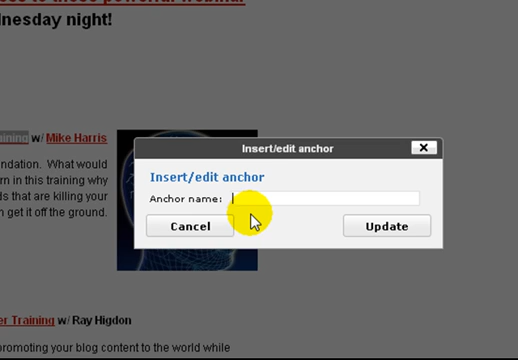 dnesday night!
aining w/ Mike Harris
ndation. What would
rn in this training why
ds that are killing your
n get it off the ground.
Insert/edit anchor
Insert/edit anchor
Anchor name:
Cancel
Update
er Training w/ Ray Higdon
promoting your blog content to the world while